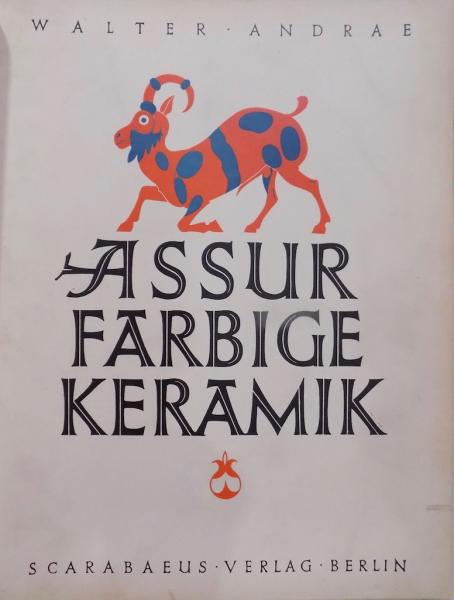 WALTER · ANDRAE
ASSUR
FARBIGE
KERAMIK
SCARABAEUS · VERLAG · BERLIN